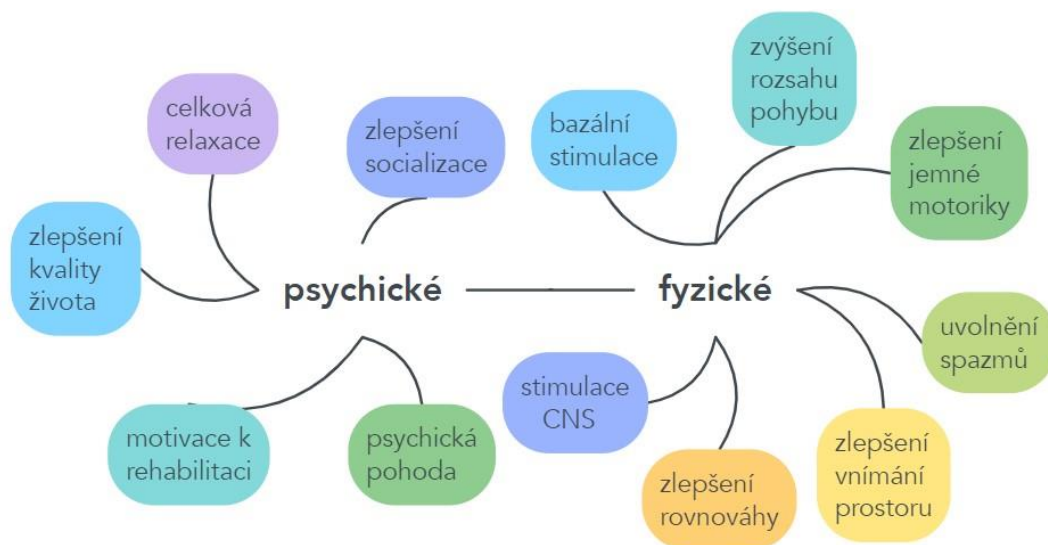 celková
relaxace
zlepšení
socializace
zlepšení
kvality
života
psychické
motivace k
rehabilitaci
psychická
pohoda
bazální
stimulace
zvýšení
rozsahu
pohybu
zlepšení
jemné
motoriky
fyzické
uvolnění
spazmů
stimulace
CNS
zlepšení
rovnováhy
zlepšení
vnímání
prostoru